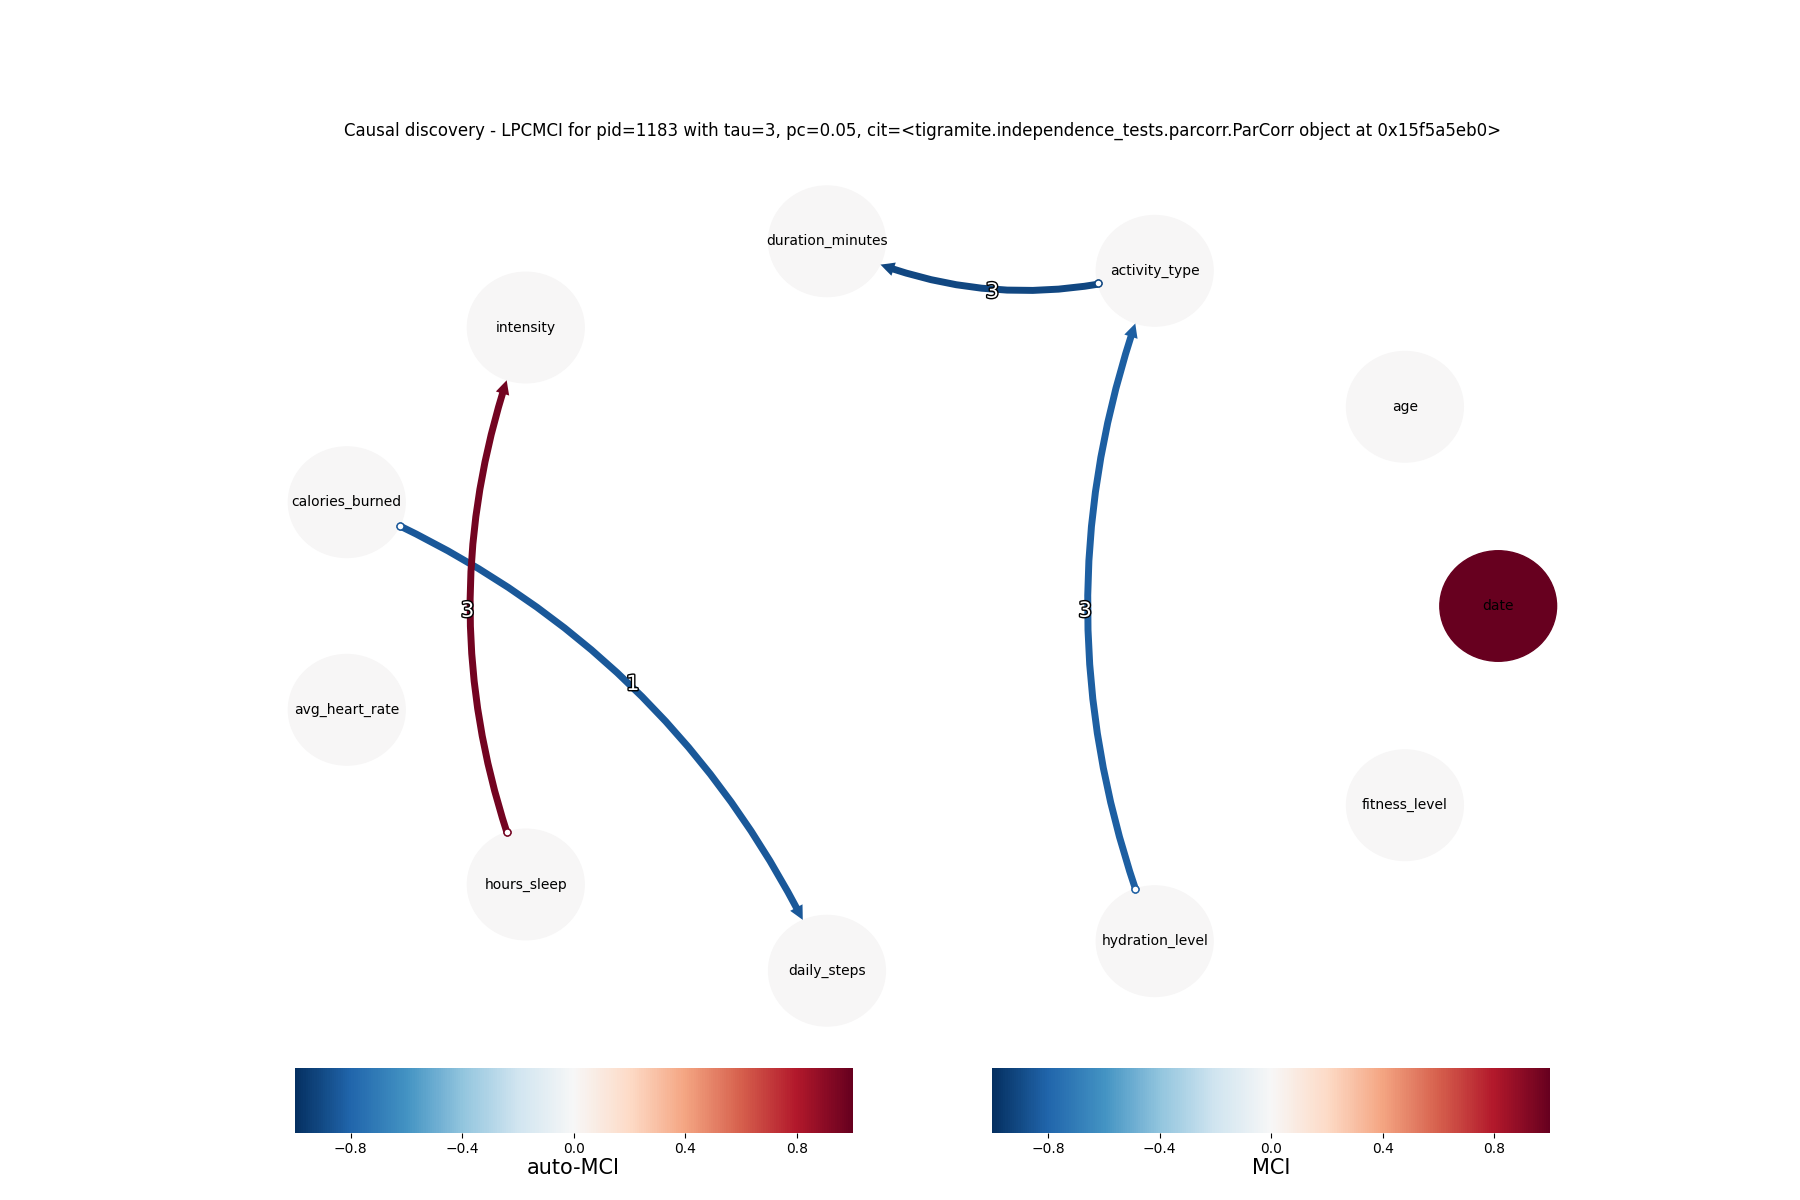 Causal discovery - LPCMCI for pid=1183 with tau=3, pc=0.05, cit=<tigramite.independence_tests.parcorr.ParCorr object at 0x15f5a5eb0>
duration_minutes
activity_type
3
intensity
age
calories_burned
date
3
3
1
avg_heart_rate
fitness_level
hours_sleep
hydration_level
daily_steps
−0.8 −0.4 0.0 0.4 0.8
auto-MCI
−0.8 −0.4 0.0 0.4 0.8
MCI